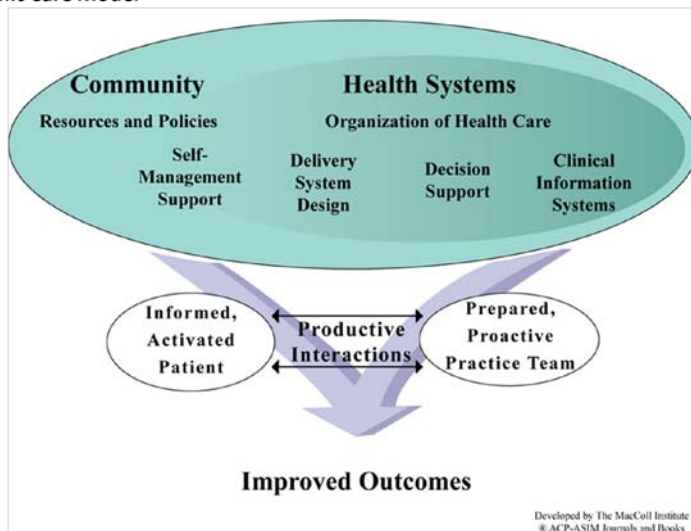 Community
Health Systems
Resources and Policies
Organization of Health Care
Self-
Management
Support
Delivery
System
Design
Decision
Support
Clinical
Information
Systems
Informed,
Activated
Patient
Productive
Interactions
Prepared,
Proactive
Practice Team
Improved Outcomes
Developed by The MacColl Institute
® ACP-ASIM Journals and Books